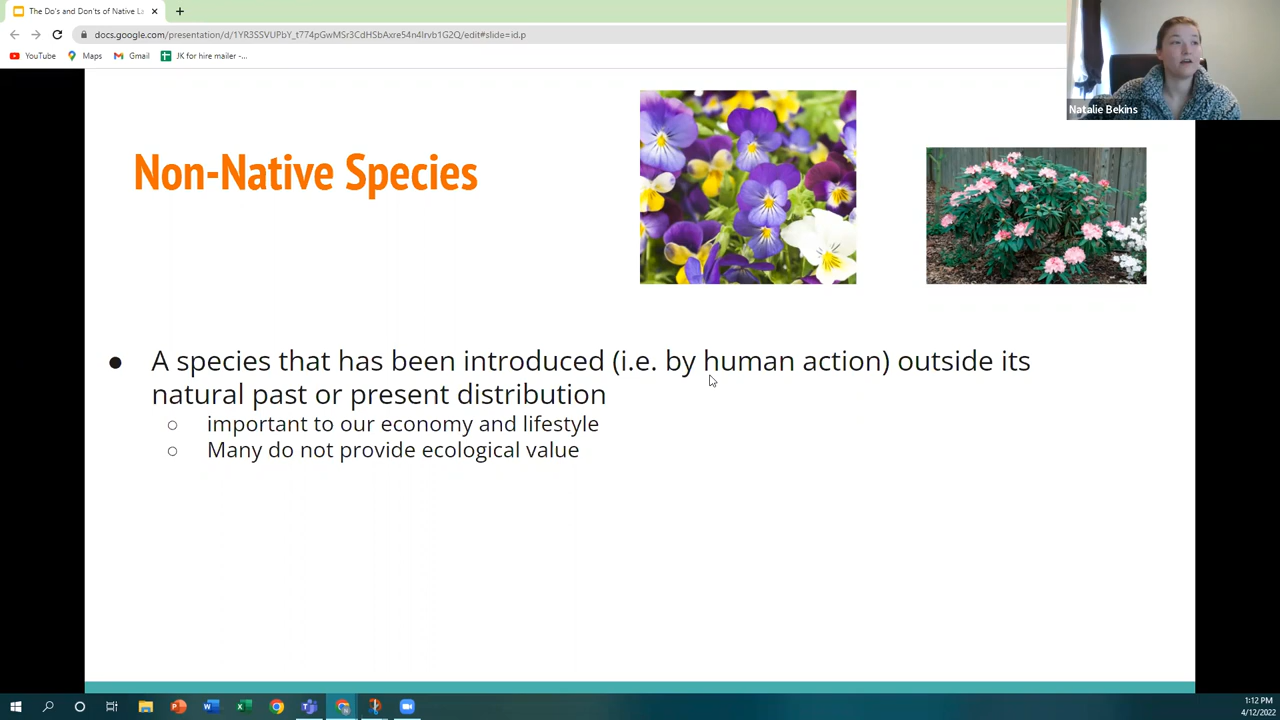 The Do's and Don'ts of Native La
docs.google.com/presentation/d/1YR3SSVUPbY_t774pGwMSr3CdHSbAxre54n4Irvb1G2Q/edit#slide=id.p
YouTube Maps Gmail JK for hire mailer -...
Natalie Bekins
Non-Native Species
● A species that has been introduced (i.e. by human action) outside its
natural past or present distribution
○ important to our economy and lifestyle
○ Many do not provide ecological value
1:12 PM
4/12/2022